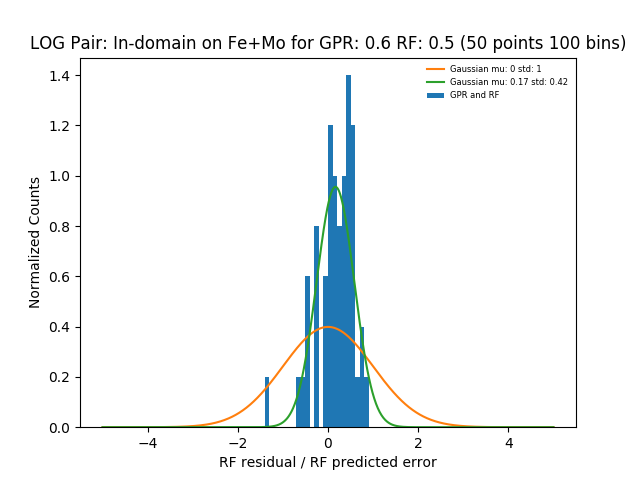 LOG Pair: In-domain on Fe+Mo for GPR: 0.6 RF: 0.5 (50 points 100 bins)
Gaussian mu: 0 std: 1
Gaussian mu: 0.17 std: 0.42
GPR and RF
Normalized Counts
1.4
1.2
1.0
0.8
0.6
0.4
0.2
0.0
−4 −2 0 2 4
RF residual / RF predicted error